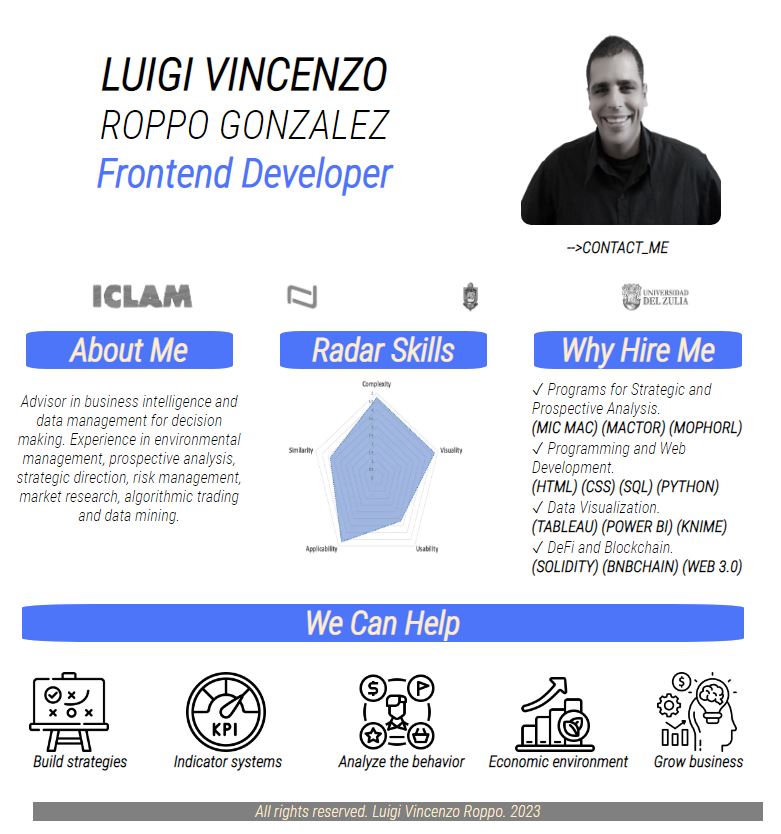 LUIGI VINCENZO
ROPPO GONZALEZ
Frontend Developer
-->CONTACT_ME
ICLAM
UNIVERSIDAD
DEL ZULIA
About Me
Advisor in business intelligence and
data management for decision
making. Experience in environmental
management, prospective analysis,
strategic direction, risk management,
market research, algorithmic trading
and data mining.
Radar Skills
Complexity
Similarity
Visuality
Applicability
Usability
Why Hire Me
✓ Programs for Strategic and
Prospective Analysis.
(MIC MAC) (MACTOR) (MOPHORL)
✓ Programming and Web
Development.
(HTML) (CSS) (SQL) (PYTHON)
✓ Data Visualization.
(TABLEAU) (POWER BI) (KNIME)
✓ DeFi and Blockchain.
(SOLIDITY) (BNBCHAIN) (WEB 3.0)
We Can Help
KPI
Build strategies
Indicator systems
Analyze the behavior
Economic environment
Grow business
All rights reserved. Luigi Vincenzo Roppo. 2023